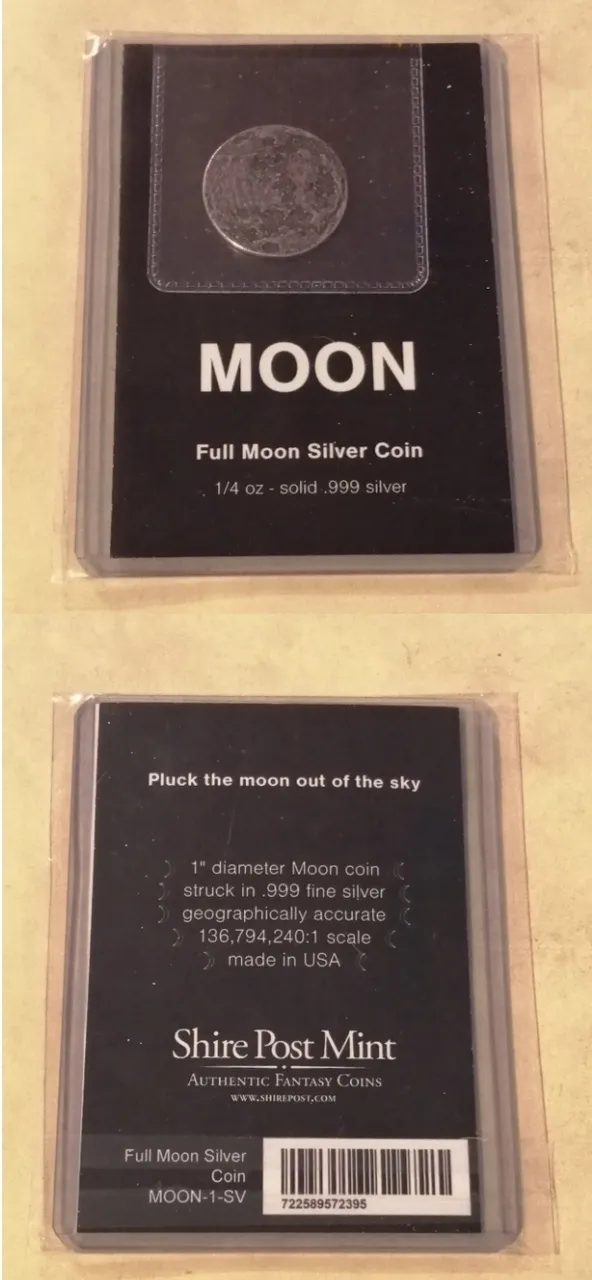 MOON
Full Moon Silver Coin
1/4 oz - solid .999 silver
Pluck the moon out of the sky
1" diameter Moon coin
struck in .999 fine silver
geographically accurate
136,794,240:1 scale
made in USA
Shire Post Mint
AUTHENTIC FANTASY COINS
WWW.SHIREPOST.COM
Full Moon Silver
Coin
MOON-1-SV
722589572395